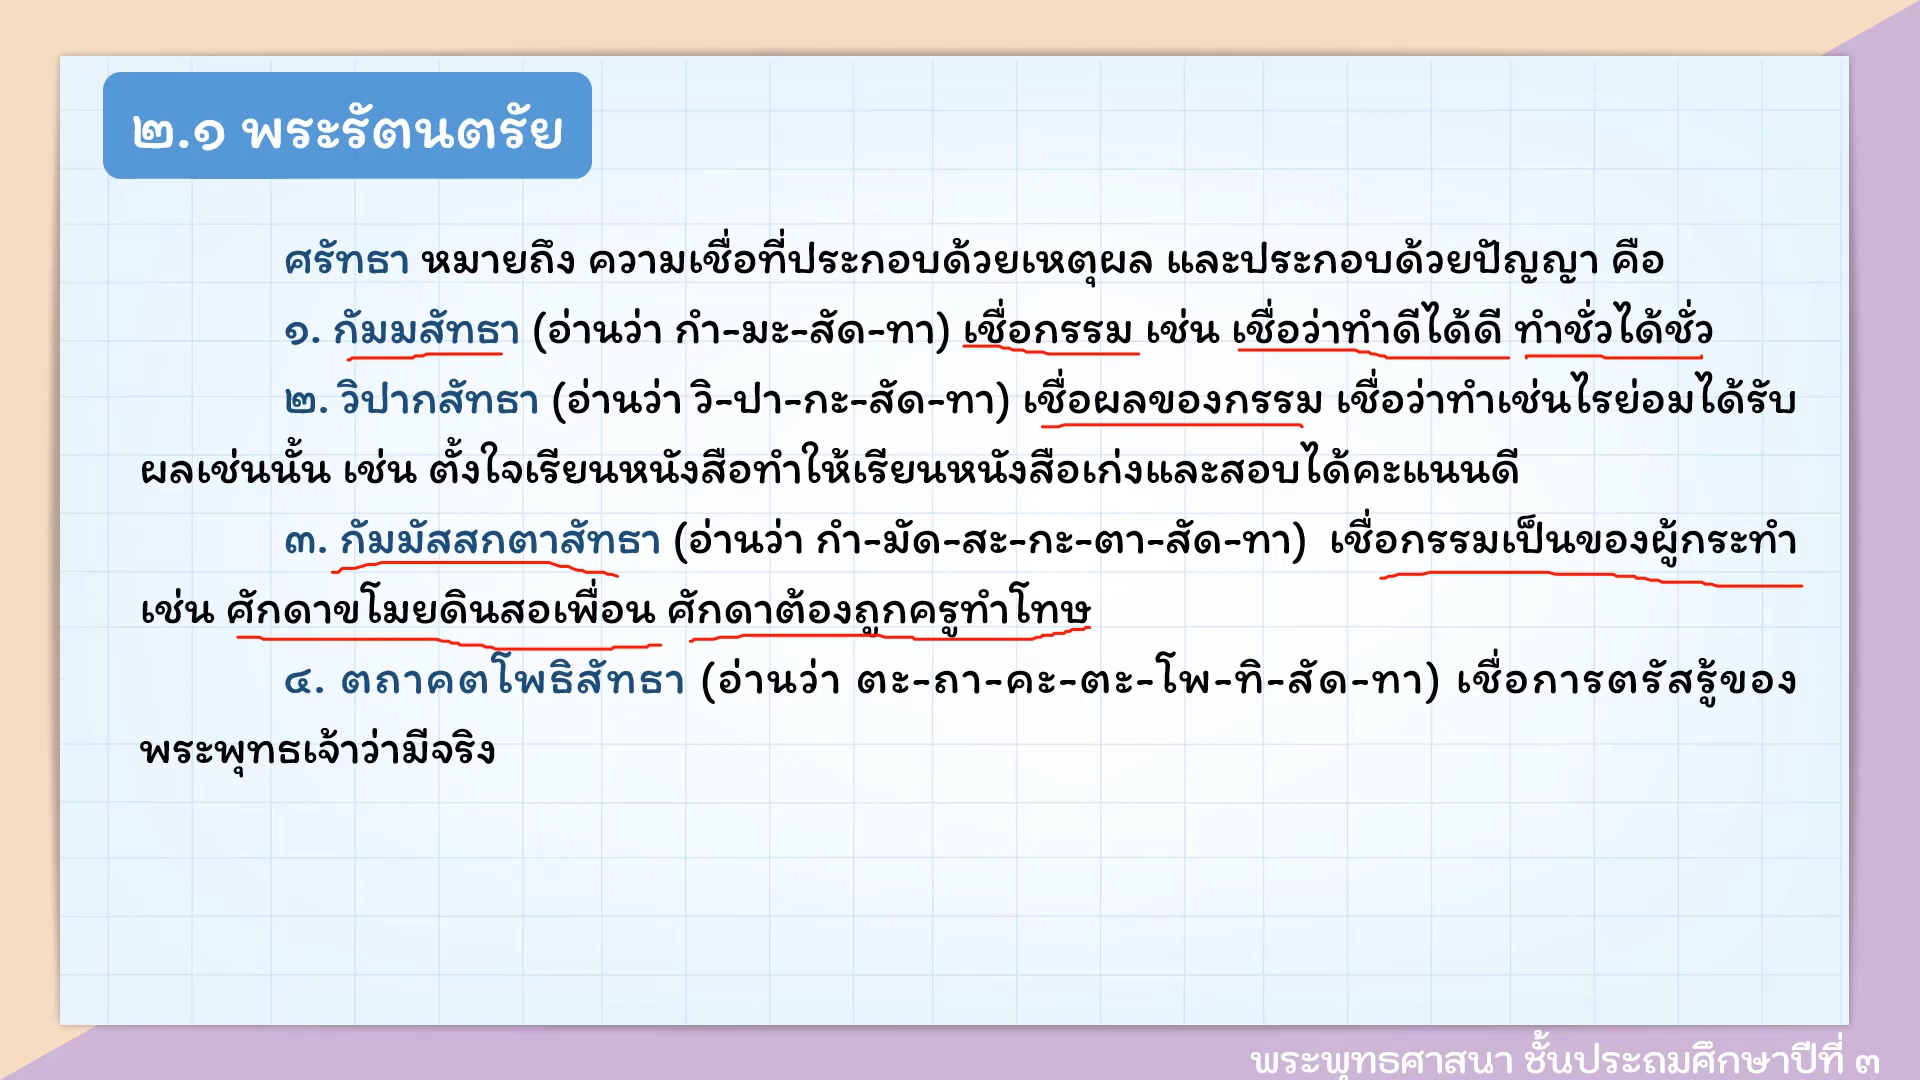 ๒.๑ พระรัตนตรัย
ศรัทธา หมายถึง ความเชื่อที่ประกอบด้วยเหตุผล และประกอบด้วยปัญญา คือ
๑. กัมมสัทธา (อ่านว่า กำ-มะ-สัด-ทา) เชื่อกรรม เช่น เชื่อว่าทำดีได้ดี ทำชั่วได้ชั่ว
๒. วิปากสัทธา (อ่านว่า วิ-ปา-กะ-สัด-ทา) เชื่อผลของกรรม เชื่อว่าทำเช่นไรย่อมได้รับ
ผลเช่นนั้น เช่น ตั้งใจเรียนหนังสือทำให้เรียนหนังสือเก่งและสอบได้คะแนนดี
๓. กัมมัสสกตาสัทธา (อ่านว่า กำ-มัด-สะ-กะ-ตา-สัด-ทา) เชื่อกรรมเป็นของผู้กระทำ
เช่น ศักดาขโมยดินสอเพื่อน ศักดาต้องถูกครูทำโทษ
๔. ตถาคตโพธิสัทธา (อ่านว่า ตะ-ถา-คะ-ตะ-โพ-ทิ-สัด-ทา) เชื่อการตรัสรู้ของ
พระพุทธเจ้าว่ามีจริง
พระพุทธศาสนา ชั้นประถมศึกษาปีที่ ๓